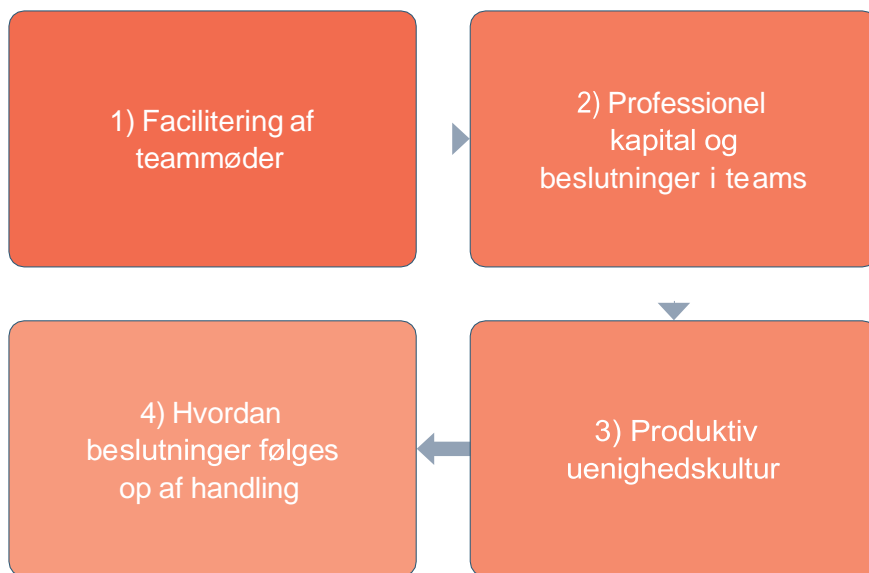 1) Facilitering af
teammøder
2) Professionel
kapital og
beslutninger i teams
3) Produktiv
uenighedskultur
4) Hvordan
beslutninger følges
op af handling